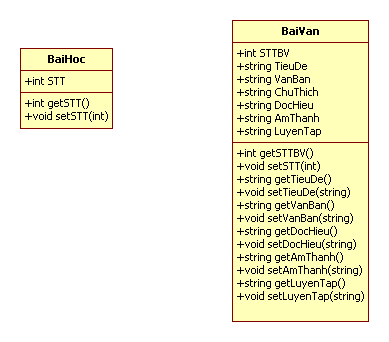 BaiHoc
+int STT
+int getSTT()
+void setSTT(int)
BaiVan
+int STTBV
+string TieuDe
+string VanBan
+string ChuThich
+string DocHieu
+string AmThanh
+string LuyenTap
+int getSTTBV()
+void setSTT(int)
+string getTieuDe()
+void setTieuDe(string)
+string getVanBan()
+void setVanBan(string)
+string getDocHieu()
+void setDocHieu(string)
+string getAmThanh()
+void setAmThanh(string)
+string getLuyenTap()
+void setLuyenTap(string)